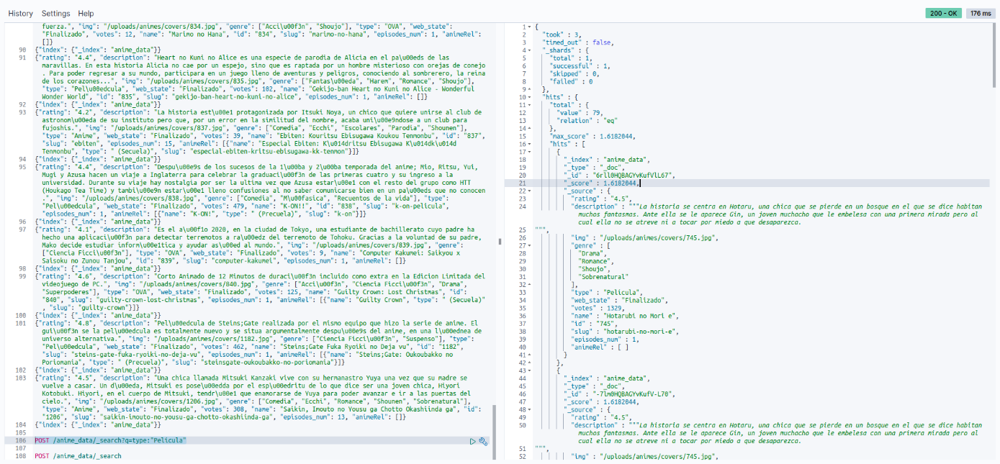 History Settings Help
200 - OK 176 ms
fuerza.", "img": "/uploads/animes/covers/834.jpg", "genre": ["Acci\u00f3n", "Shoujo"], "type": "OVA", "web_state":
"Finalizado", "votes": 12, "name": "Marimo no Hana", "id": "834", "slug": "marimo-no-hana", "episodes_num": 1, "animeRel":
[]}
90 {"index": {"_index": "anime_data"}}
91 {"rating": "4.4", "description": "Heart no Kuni no Alice es una especie de parodia de Alicia en el pa\u00eds de las
maravillas. En esta historia Alicia no cae por un espejo, sino que es raptada por un hombre misterioso con orejas de conejo
. Para poder regresar a su mundo, participara en un juego lleno de aventuras y peligros, conociendo al sombrerero, la reina
de los corazones...", "img": "/uploads/animes/covers/835.jpg", "genre": ["Fantas\u00eda", "Harem", "Romance", "Shoujo"],
"type": "Pel\u00edcula", "web_state": "Finalizado", "votes": 102, "name": "Gekijo-ban Heart no Kuni no Alice - Wonderful
Wonder World", "id": "835", "slug": "gekijo-ban-heart-no-kuni-no-alice", "episodes_num": 1, "animeRel": []}
92 {"index": {"_index": "anime_data"}}
93 {"rating": "4.2", "description": "La historia est\u00e1 protagonizada por Itsuki Noya, un chico que quiere unirse al club de
astronom\u00eda de su instituto pero que, por un error en la similitud del nombre, acaba uni\u00e9ndose a un club para
fujoshis.", "img": "/uploads/animes/covers/837.jpg", "genre": ["Comedia", "Ecchi", "Escolares", "Parodia", "Shounen"],
"type": "Anime", "web_state": "Finalizado", "votes": 39, "name": "Ebiten: Kouritsu Ebisugawa Koukou Tenmonbu", "id": "837",
"slug": "ebiten", "episodes_num": 15, "animeRel": [{"name": "Especial Ebiten: K\u014dritsu Ebisugawa K\u014dk\u014d
Tenmonbu", "type": " (Secuela)", "slug": "especial-ebiten-kritsu-ebisugawa-kk-tenmon"}]}
94 {"index": {"_index": "anime_data"}}
95 {"rating": "4.4", "description": "Despu\u00e9s de los sucesos de la 1\u00ba y 2\u00ba temporada del anime; Mio, Ritsu, Yui,
Mugi y Azusa hacen un viaje a Inglaterra para celebrar la graduaci\u00f3n de las primeras cuatro y su ingreso a la
universidad. Durante su viaje hay nostalgia por ser la ultima vez que Azusa estar\u00e1 con el resto del grupo como HTT
(Houkago Tea Time) y tambi\u00e9n estar\u00e1 lleno confusiones al no saber comunicarse bien en un pa\u00eds que no conocen
.", "img": "/uploads/animes/covers/838.jpg", "genre": ["Comedia", "M\u00fasica", "Recuentos de la vida"], "type":
"Pel\u00edcula", "web_state": "Finalizado", "votes": 479, "name": "K-ON!!", "id": "838", "slug": "k-on-pelicula",
"episodes_num": 1, "animeRel": [{"name": "K-ON!", "type": " (Precuela)", "slug": "k-on"}]}
96 {"index": {"_index": "anime_data"}}
97 {"rating": "4.1", "description": "Es el a\u00f1o 2020, en la ciudad de Tokyo, una estudiante de bachillerato cuyo padre ha
hecho una aplicaci\u00f3n para detectar terremotos a ra\u00edz del terremoto de Tohoku. Gracias a la voluntad de su padre,
Mako decide estudiar inform\u00e1tica y ayudar as\u00ed al mundo.", "img": "/uploads/animes/covers/839.jpg", "genre":
["Ciencia Ficci\u00f3n"], "type": "OVA", "web_state": "Finalizado", "votes": 9, "name": "Computer Kakumei: Saikyou x
Saisoku no Zunou Tanjou", "id": "839", "slug": "computer-kakumei", "episodes_num": 1, "animeRel": []}
98 {"index": {"_index": "anime_data"}}
99 {"rating": "4.6", "description": "Corto Animado de 12 Minutos de duraci\u00f3n incluido como extra en la Edicion Limitada del
videojuego de PC.", "img": "/uploads/animes/covers/840.jpg", "genre": ["Acci\u00f3n", "Ciencia Ficci\u00f3n", "Drama",
"Superpoderes"], "type": "OVA", "web_state": "Finalizado", "votes": 125, "name": "Guilty Crown: Lost Christmas", "id":
"840", "slug": "guilty-crown-lost-christmas", "episodes_num": 1, "animeRel": [{"name": "Guilty Crown", "type": " (Secuela)"
, "slug": "guilty-crown"}]}
100 {"index": {"_index": "anime_data"}}
101 {"rating": "4.8", "description": "Pel\u00edcula de Steins;Gate realizada por el mismo equipo que hizo la serie de anime. El
gui\u00f3n se la pel\u00edcula es totalmente nuevo y se situa argumentalmente despu\u00e9s del anime, en una l\u00ednea de
universo alternativa.", "img": "/uploads/animes/covers/1182.jpg", "genre": ["Ciencia Ficci\u00f3n", "Suspenso"], "type":
"Pel\u00edcula", "web_state": "Finalizado", "votes": 462, "name": "Steins;Gate Fuka Ryoiki no Deja vu", "id": "1182",
"slug": "steins-gate-fuka-ryoiki-no-deja-vu", "episodes_num": 1, "animeRel": [{"name": "Steins;Gate: Oukoubakko no
Poriomania", "type": " (Precuela)", "slug": "steinsgate-oukoubakko-no-poriomania"}]}
102 {"index": {"_index": "anime_data"}}
103 {"rating": "4.5", "description": "Una chica llamada Mitsuki Kanzaki vive con su hermanastro Yuya una vez que su madre se
vuelve a casar. Un d\u00eda, Mitsuki es pose\u00edda por el esp\u00edritu de lo que dice ser una joven chica, Hiyori
Kotobuki. Hiyori, en el cuerpo de Mitsuki, tendr\u00e1 que enamorarse de Yuya para poder avanzar e ir a las puertas del
cielo.", "img": "/uploads/animes/covers/1206.jpg", "genre": ["Comedia", "Ecchi", "Romance", "Shounen", "Sobrenatural"],
"type": "Anime", "web_state": "Finalizado", "votes": 308, "name": "Saikin, Imouto no Yousu ga Chotto Okashiinda ga", "id":
"1206", "slug": "saikin-imouto-no-yousu-ga-chotto-okashiinda-ga", "episodes_num": 13, "animeRel": []}
104 {"index": {"_index": "anime_data"}}
105
106 POST /anime_data/_search?q=type:"Película"
107
108 POST /anime_data/_search
1 {
2 "took" : 3,
3 "timed_out" : false,
4 "_shards" : {
5 "total" : 1,
6 "successful" : 1,
7 "skipped" : 0,
8 "failed" : 0
9 },
10 "hits" : {
11 "total" : {
12 "value" : 79,
13 "relation" : "eq"
14 },
15 "max_score" : 1.6182044,
16 "hits" : [
17 {
18 "_index" : "anime_data",
19 "_type" : "_doc",
20 "_id" : "6rll0HQBAGYvKufVlL67",
21 "_score" : 1.6182044,
22 "_source" : {
23 "rating" : "4.5",
24 "description" : """La historia se centra en Hotaru, una chica que se pierde en un bosque en el que se dice habitan
muchos fantasmas. Ante ella se le aparece Gin, un joven muchacho que le embelesa con una primera mirada pero al
cual ella no se atreve ni a tocar por miedo a que desaparezca.
25 """,
26 "img" : "/uploads/animes/covers/745.jpg",
27 "genre" : [
28 "Drama",
29 "Romance",
30 "Shoujo",
31 "Sobrenatural"
32 ],
33 "type" : "Película",
34 "web_state" : "Finalizado",
35 "votes" : 1329,
36 "name" : "Hotarubi no Mori e",
37 "id" : "745",
38 "slug" : "hotarubi-no-mori-e",
39 "episodes_num" : 1,
40 "animeRel" : [ ]
41 }
42 },
43 {
44 "_index" : "anime_data",
45 "_type" : "_doc",
46 "_id" : "-7lm0HQBAGYvKufV-L70",
47 "_score" : 1.6182044,
48 "_source" : {
49 "rating" : "4.5",
50 "description" : """La historia se centra en Hotaru, una chica que se pierde en un bosque en el que se dice habitan
muchos fantasmas. Ante ella se le aparece Gin, un joven muchacho que le embelesa con una primera mirada pero al
cual ella no se atreve ni a tocar por miedo a que desaparezca.
51 """,
52 "img" : "/uploads/animes/covers/745.jpg",